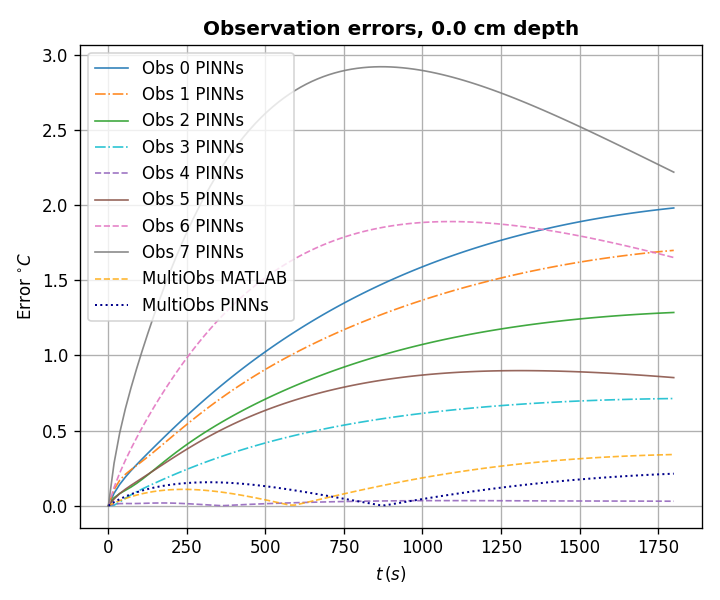 Observation errors, 0.0 cm depth
Error °C
3.0
2.5
2.0
1.5
1.0
0.5
0.0
Obs 0 PINNs
Obs 1 PINNs
Obs 2 PINNs
Obs 3 PINNs
Obs 4 PINNs
Obs 5 PINNs
Obs 6 PINNs
Obs 7 PINNs
MultiObs MATLAB
MultiObs PINNs
0 250 500 750 1000 1250 1500 1750
t (s)